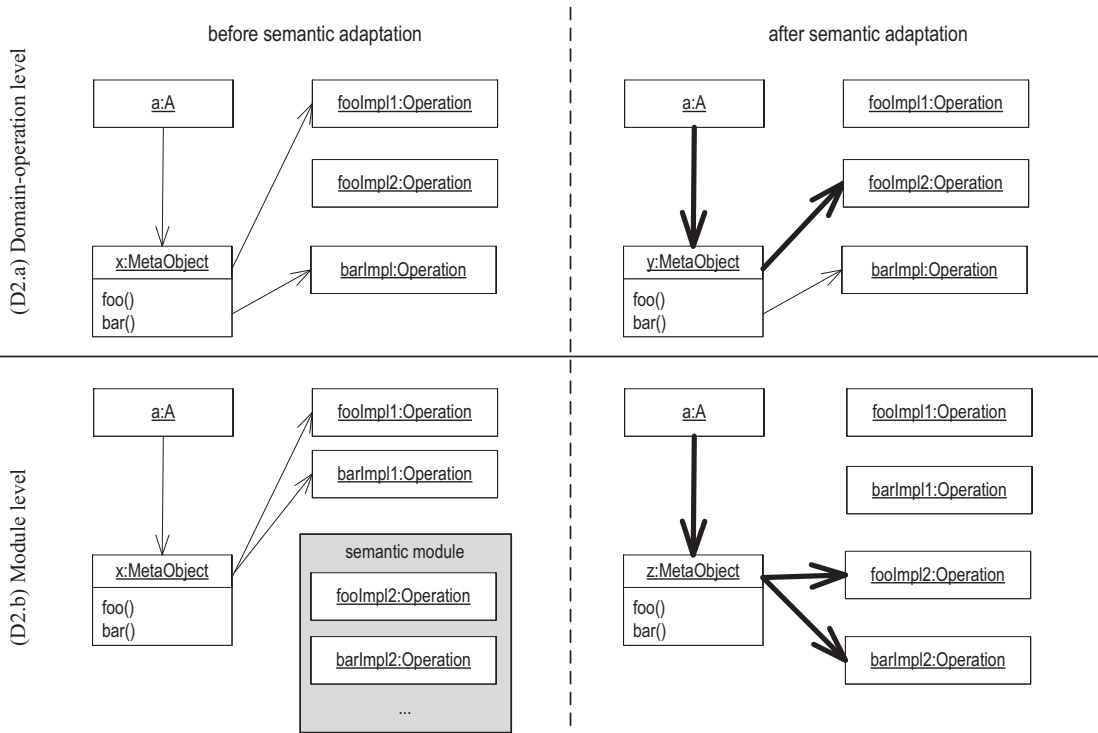 before semantic adaptation
after semantic adaptation
(D2.a) Domain-operation level
a:A
fooImpl1:Operation
fooImpl2:Operation
x:MetaObject
foo()
bar()
barImpl:Operation
a:A
fooImpl1:Operation
fooImpl2:Operation
y:MetaObject
foo()
bar()
barImpl:Operation
(D2.b) Module level
a:A
fooImpl1:Operation
barImpl1:Operation
x:MetaObject
foo()
bar()
semantic module
fooImpl2:Operation
barImpl2:Operation
...
a:A
fooImpl1:Operation
barImpl1:Operation
z:MetaObject
foo()
bar()
fooImpl2:Operation
barImpl2:Operation